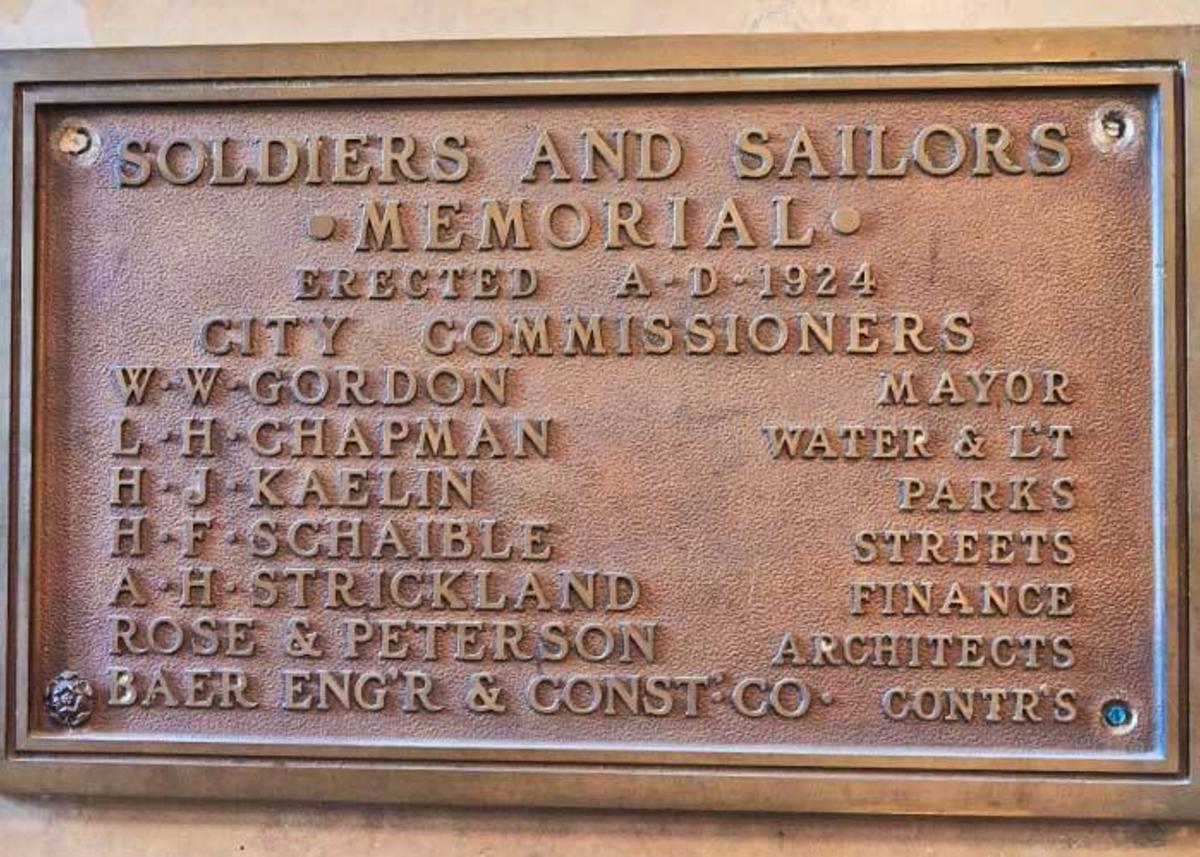 SOLDIERS AND SAILORS
·MEMORIAL·
ERECTED A·D·1924
CITY COMMISSIONERS
W·W·GORDON MAYOR
L·H·CHAPMAN WATER & L'T
H·J·KAELIN PARKS
H·F·SCHAIBLE STREETS
A·H·STRICKLAND FINANCE
ROSE & PETERSON ARCHITECTS
BAER ENG'R & CONST·CO· CONTR'S